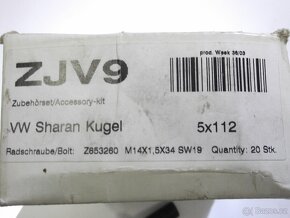 prod. Week 36/03
ZJV9
Zubehörset/Accessory-kit
VW Sharan Kugel 5x112
Radschraube/Bolt: Z653260 M14X1,5X34 SW19 Quantity: 20 Stk.